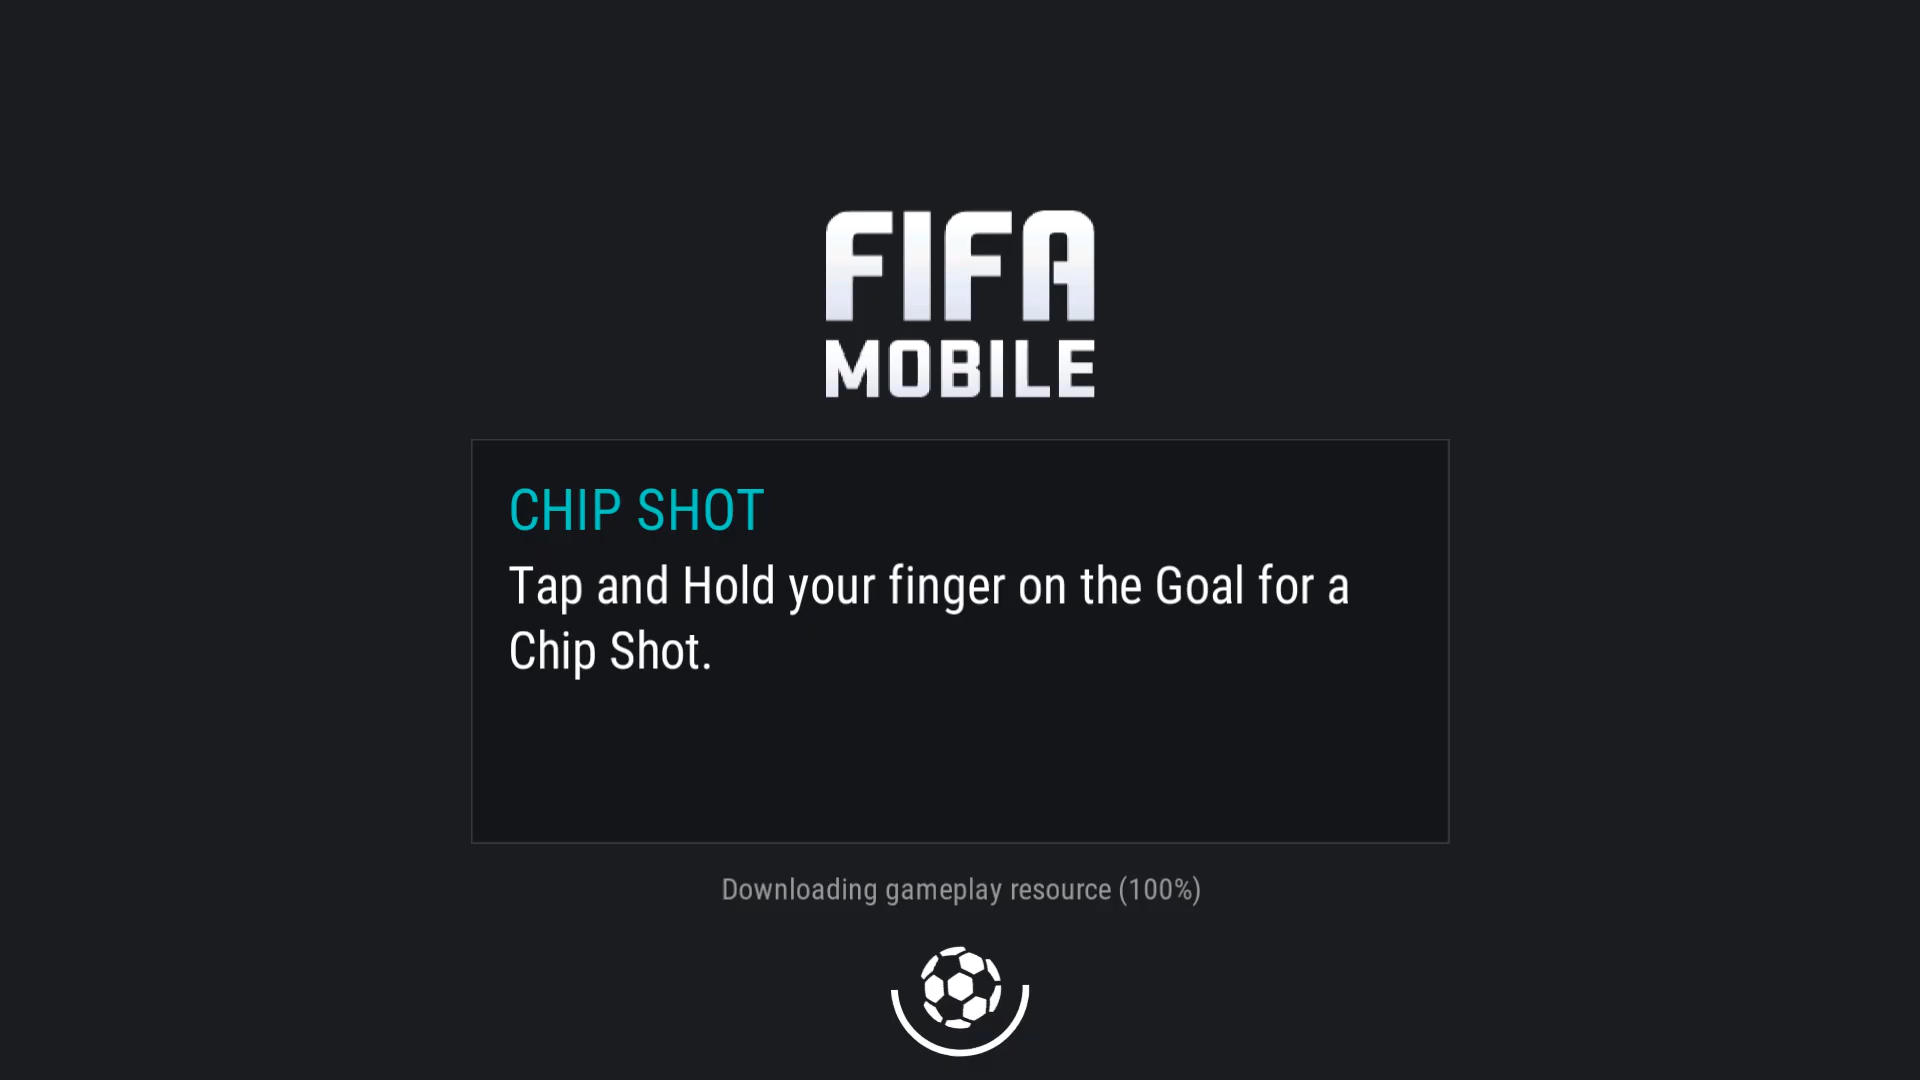 FIFA
MOBILE
CHIP SHOT
Tap and Hold your finger on the Goal for a
Chip Shot.
Downloading gameplay resource (100%)